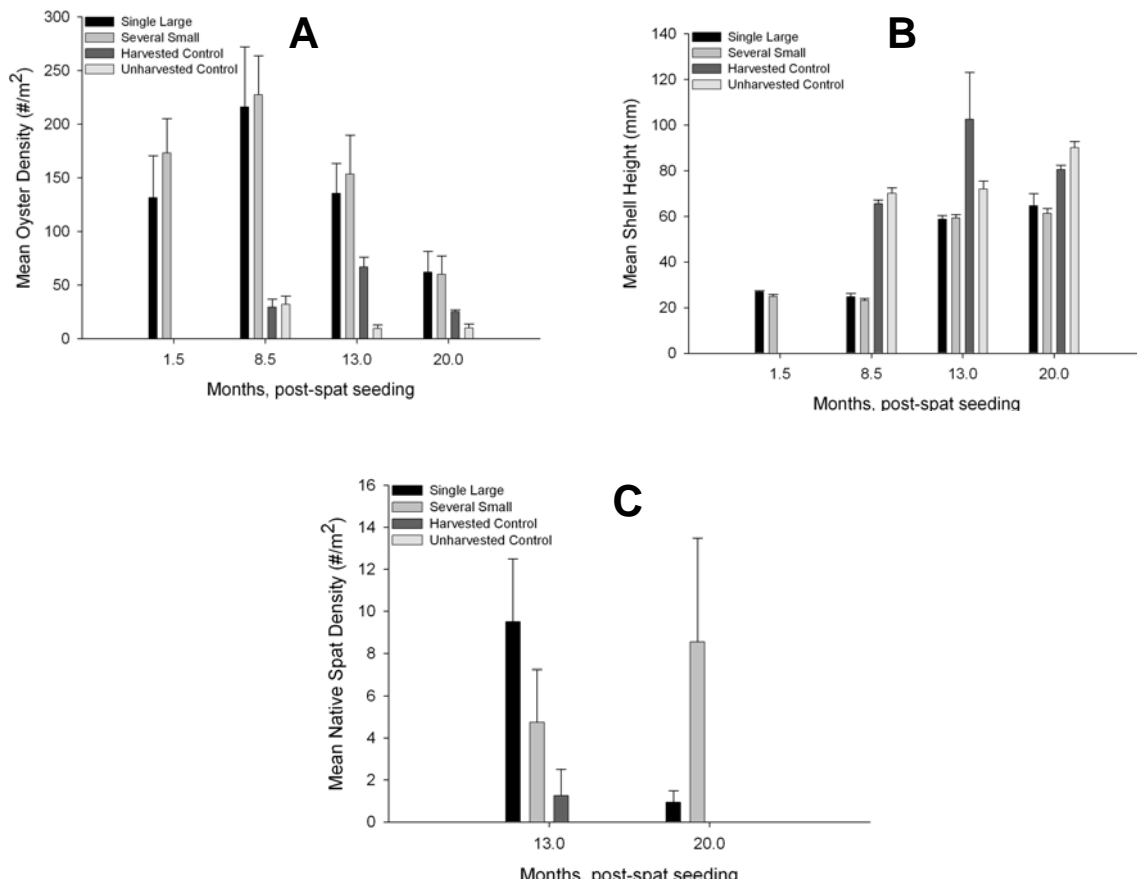 A
Single Large
Several Small
Harvested Control
Unharvested Control
Mean Oyster Density (#/m²)
300
250
200
150
100
50
0
1.5 8.5 13.0 20.0
Months, post-spat seeding
B
Single Large
Several Small
Harvested Control
Unharvested Control
Mean Shell Height (mm)
140
120
100
80
60
40
20
0
1.5 8.5 13.0 20.0
Months, post-spat seeding
C
Single Large
Several Small
Harvested Control
Unharvested Control
Mean Native Spat Density (#/m²)
16
14
12
10
8
6
4
2
0
13.0 20.0
Months, post-spat seeding